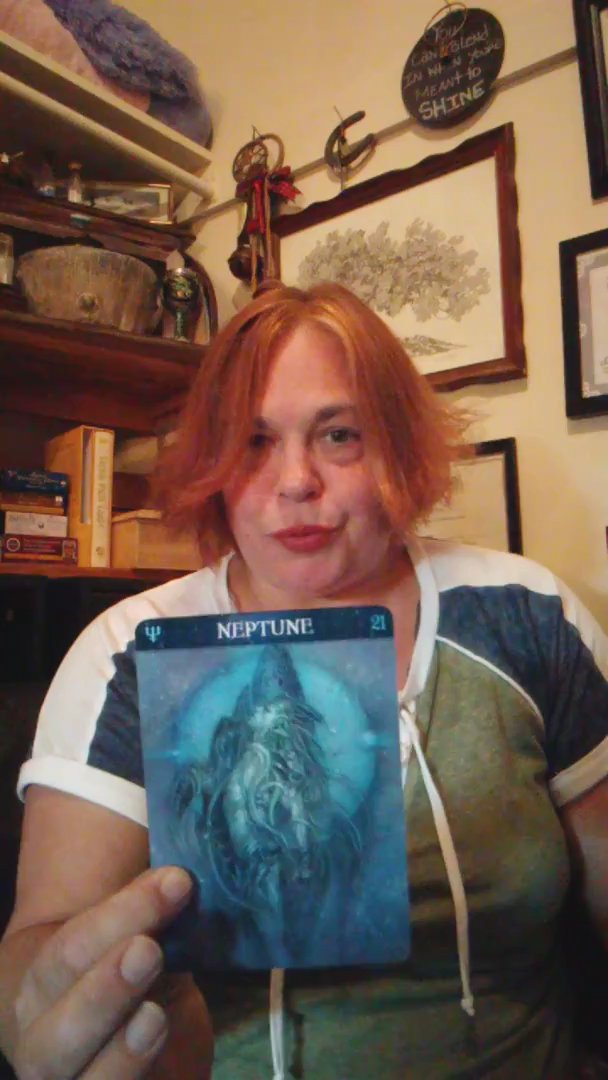 You
Can't Blend
IN WHEN YOU'RE
MEANT to
SHINE
Ψ NEPTUNE 21